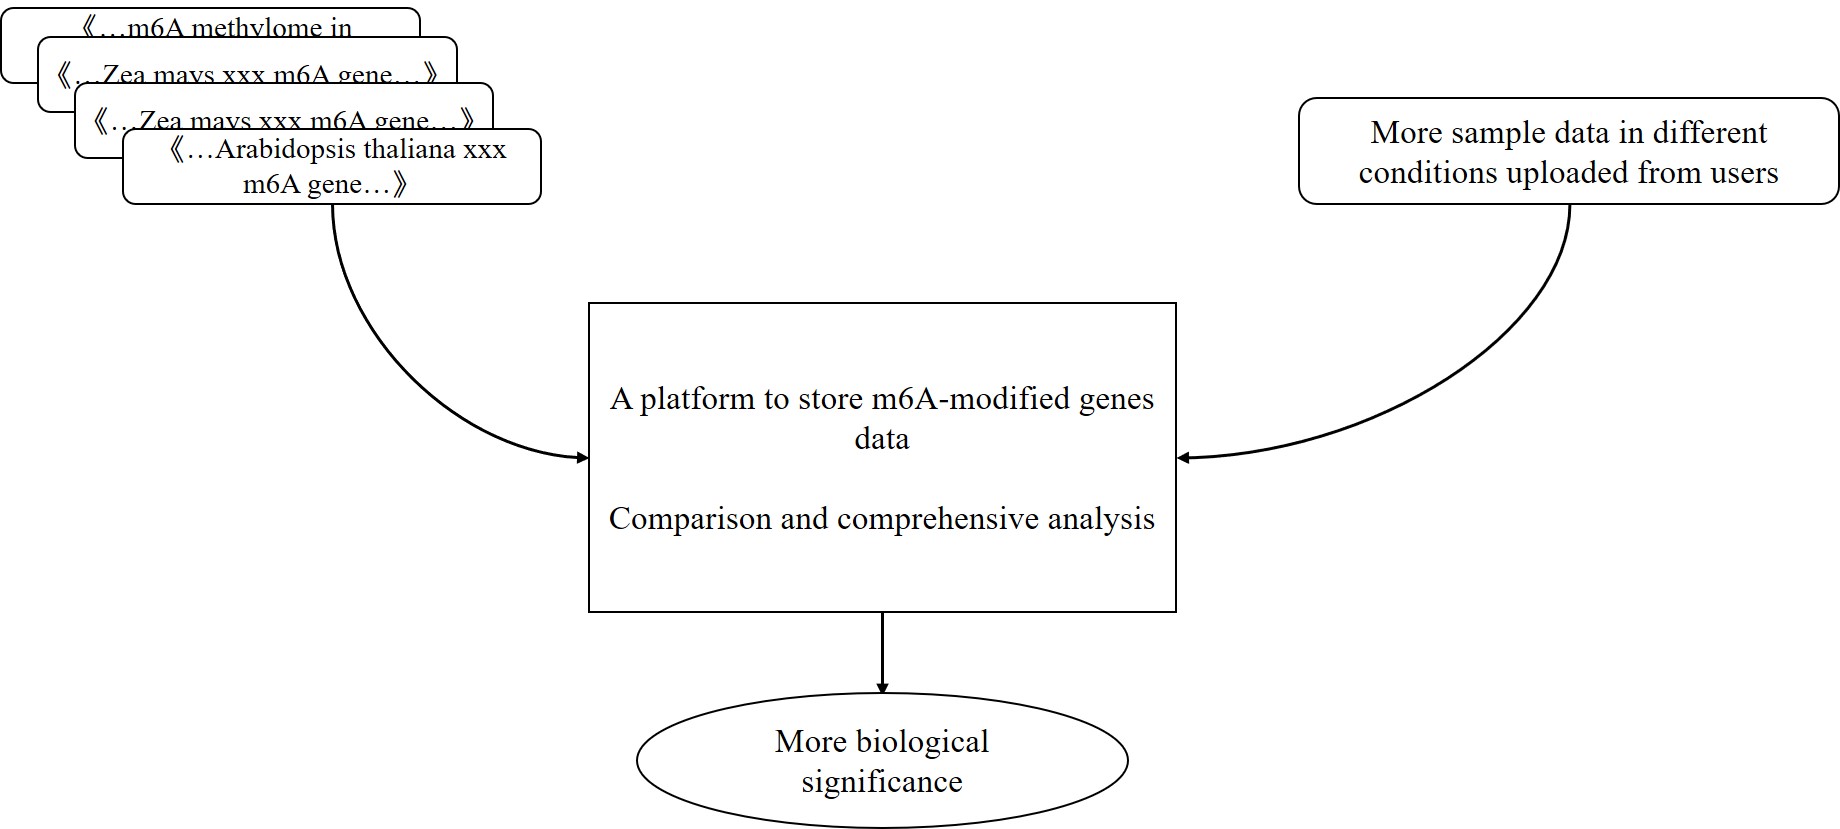 《…m6A methylome in
《…Zea mays xxx m6A gene…》
《…Zea mays xxx m6A gene…》
《…Arabidopsis thaliana xxx
m6A gene…》
More sample data in different
conditions uploaded from users
A platform to store m6A-modified genes
data
Comparison and comprehensive analysis
More biological
significance